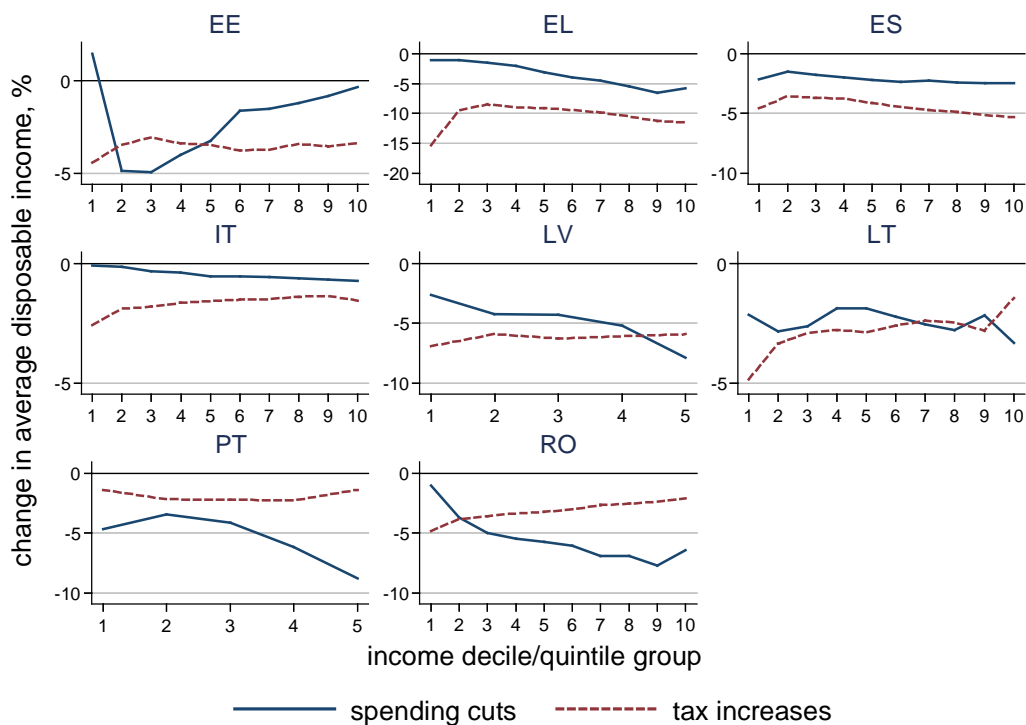 change in average disposable income, %
EE
0
-5
1 2 3 4 5 6 7 8 9 10
EL
0
-5
-10
-15
-20
1 2 3 4 5 6 7 8 9 10
ES
0
-5
-10
1 2 3 4 5 6 7 8 9 10
IT
0
-5
1 2 3 4 5 6 7 8 9 10
LV
0
-5
-10
1 2 3 4 5
LT
0
-5
1 2 3 4 5 6 7 8 9 10
PT
0
-5
-10
1 2 3 4 5
RO
0
-5
-10
1 2 3 4 5 6 7 8 9 10
income decile/quintile group
spending cuts
tax increases